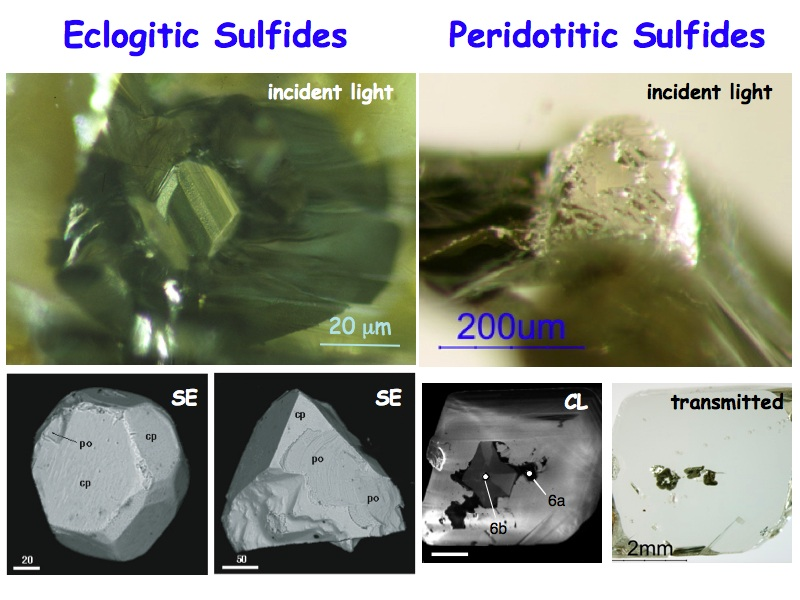 Eclogitic Sulfides
Peridotitic Sulfides
incident light
incident light
20 µm
200um
SE
po
cp
cp
20
SE
cp
po
po
50
CL
6a
6b
transmitted
2mm